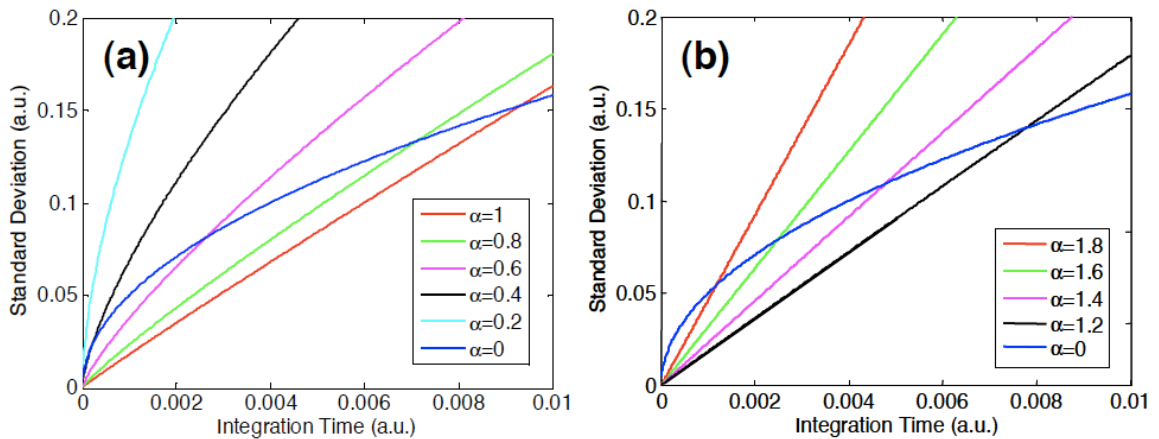 (a)
Standard Deviation (a.u.)
0.2
0.15
0.1
0.05
0
0 0.002 0.004 0.006 0.008 0.01
Integration Time (a.u.)
α=1
α=0.8
α=0.6
α=0.4
α=0.2
α=0
(b)
Standard Deviation (a.u.)
0.2
0.15
0.1
0.05
0
0 0.002 0.004 0.006 0.008 0.01
Integration Time (a.u.)
α=1.8
α=1.6
α=1.4
α=1.2
α=0